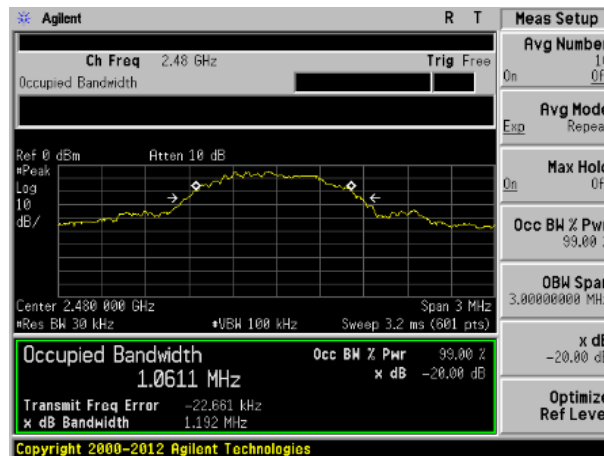 Agilent R T
Ch Freq 2.48 GHz Trig Free
Occupied Bandwidth
Ref 0 dBm Atten 10 dB
#Peak
Log
10
dB/
Center 2.480 000 GHz Span 3 MHz
#Res BW 30 kHz #VBW 100 kHz Sweep 3.2 ms (601 pts)
Occupied Bandwidth Occ BW % Pwr 99.00 %
1.0611 MHz x dB -20.00 dB
Transmit Freq Error -22.661 kHz
x dB Bandwidth 1.192 MHz
Copyright 2000-2012 Agilent Technologies
Meas Setup
Avg Number
10
On Of
Avg Mode
Exp Repea
Max Hold
On Of
Occ BW % Pwr
99.00 %
OBW Span
3.00000000 MHz
x dB
-20.00 dB
Optimize
Ref Level